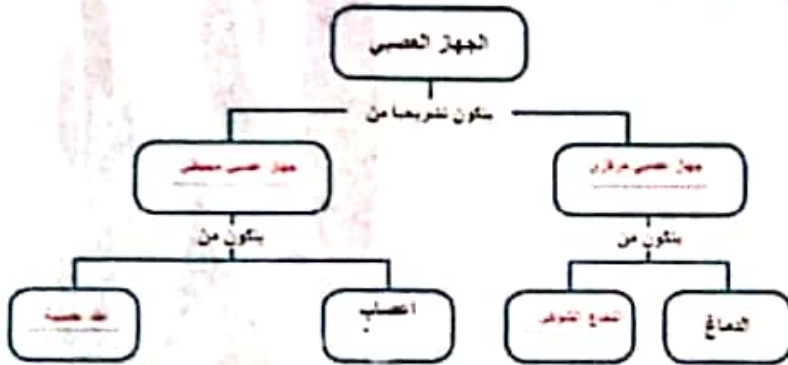 الجهاز العصبي
يتكون تشريحيا من
جهاز عصبي مركزي
جهاز عصبي محيطي
يتكون من
يتكون من
الدماغ
النخاع الشوكي
اعصاب
عقد عصبية